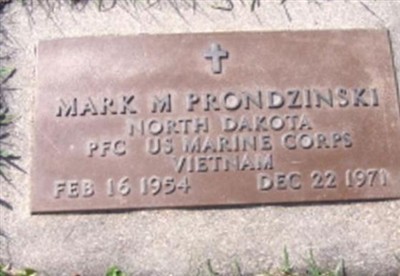 MARK M PRONDZINSKI
NORTH DAKOTA
PFC US MARINE CORPS
VIETNAM
FEB 16 1954 DEC 22 1971